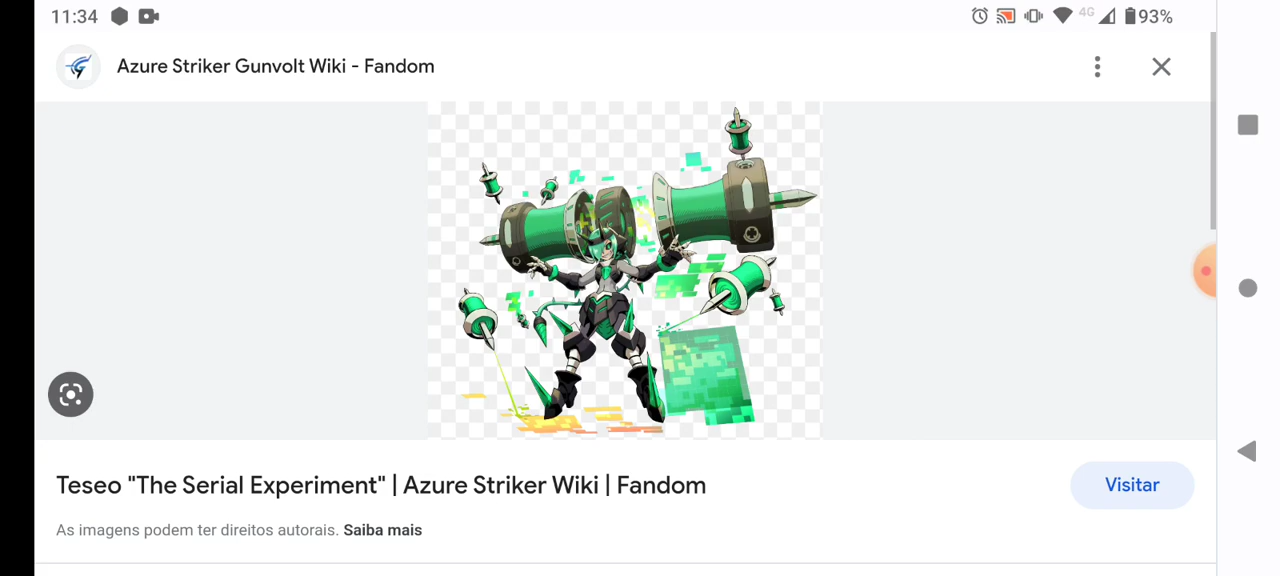 11:34
4G
93%
Azure Striker Gunvolt Wiki - Fandom
Teseo "The Serial Experiment" | Azure Striker Wiki | Fandom
Visitar
As imagens podem ter direitos autorais. Saiba mais